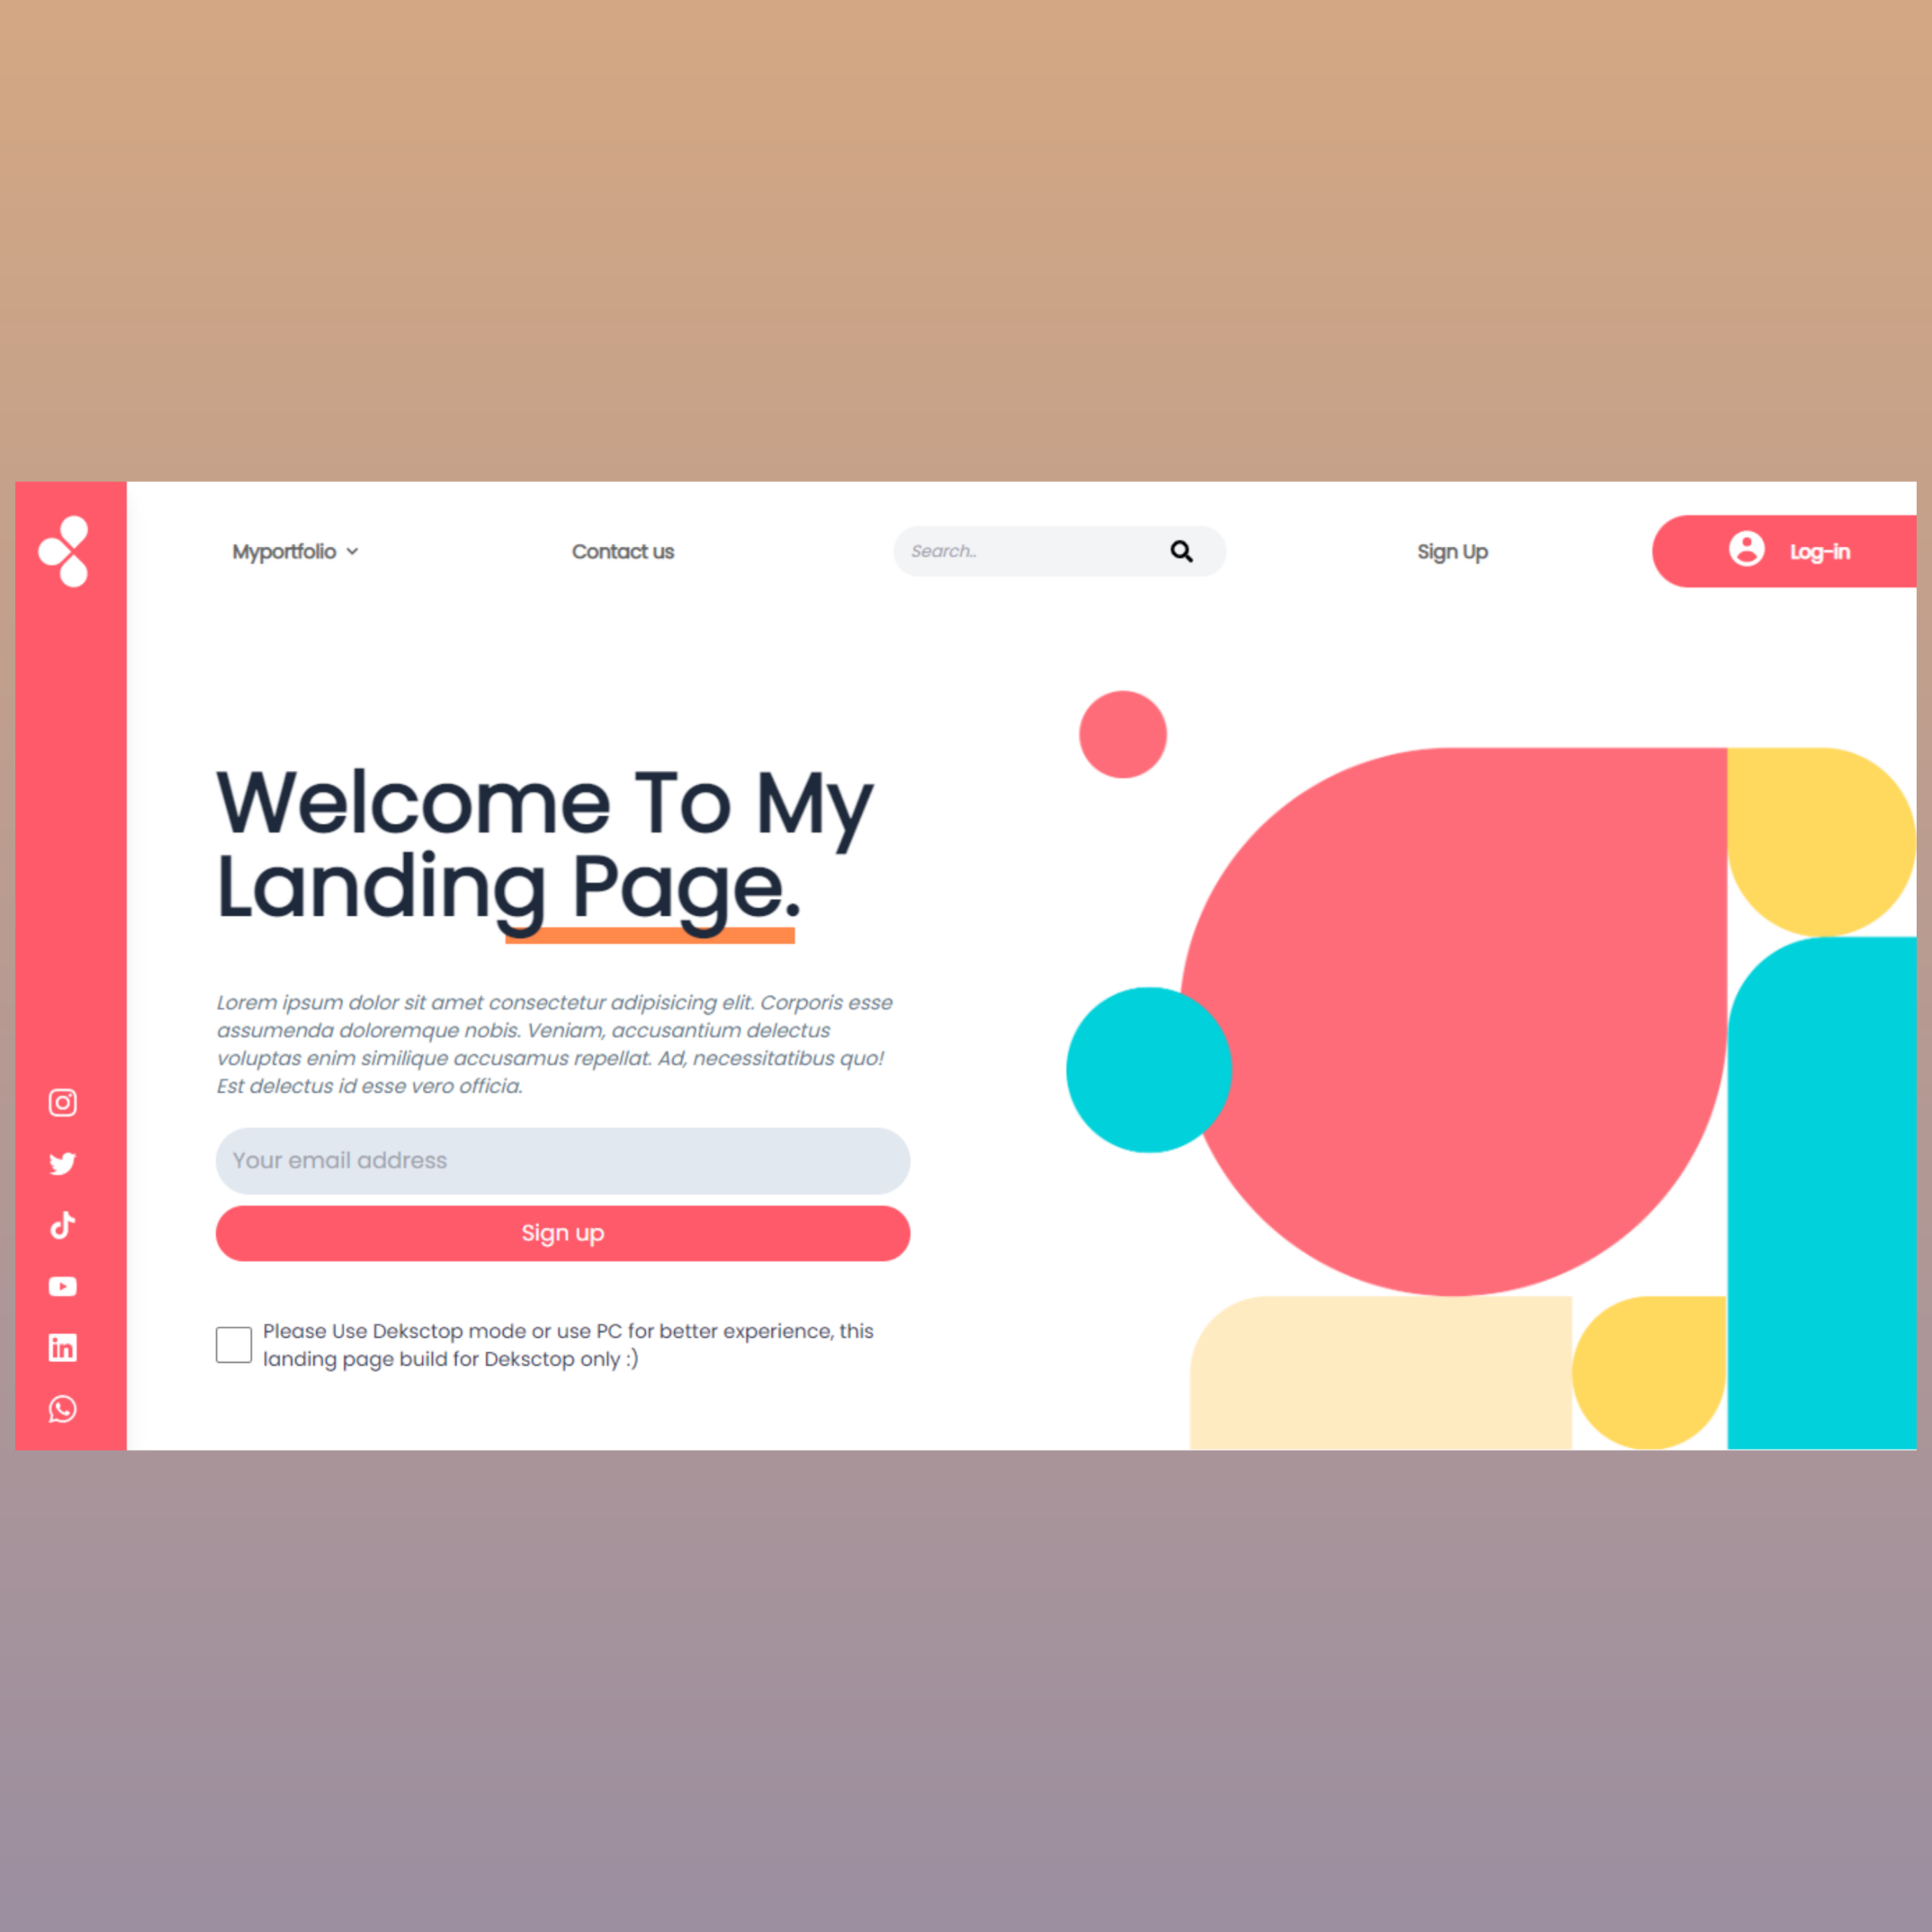 Myportfolio
Contact us
Search..
Sign Up
Log-in
Welcome To My
Landing Page.
Lorem ipsum dolor sit amet consectetur adipisicing elit. Corporis esse
assumenda doloremque nobis. Veniam, accusantium delectus
voluptas enim similique accusamus repellat. Ad, necessitatibus quo!
Est delectus id esse vero officia.
Your email address
Sign up
Please Use Deksctop mode or use PC for better experience, this
landing page build for Deksctop only :)